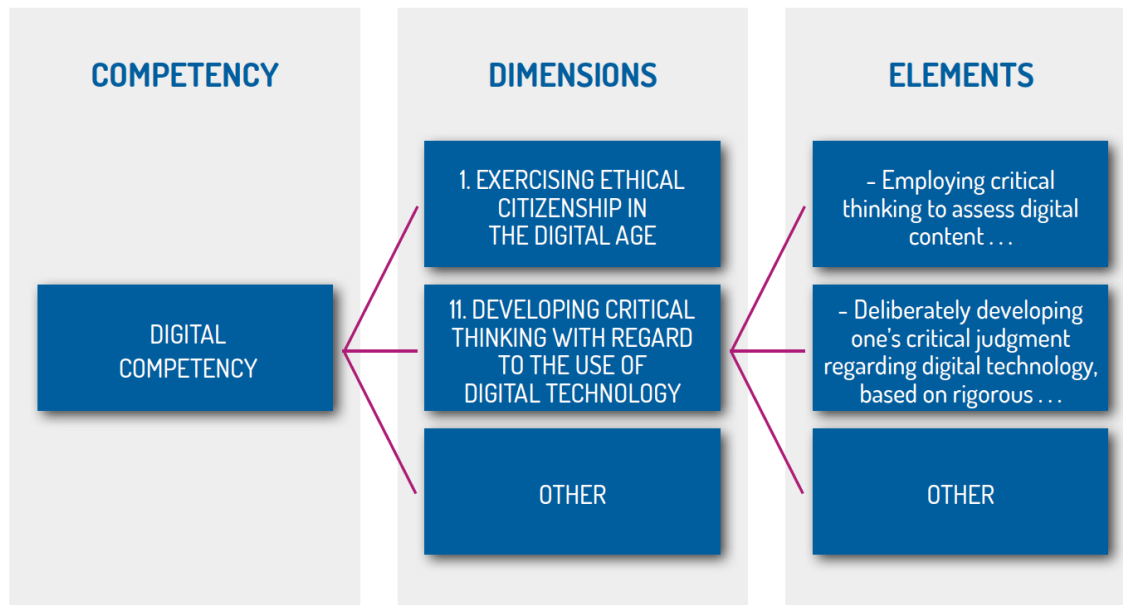 COMPETENCY
DIGITAL
COMPETENCY
DIMENSIONS
1. EXERCISING ETHICAL
CITIZENSHIP IN
THE DIGITAL AGE
11. DEVELOPING CRITICAL
THINKING WITH REGARD
TO THE USE OF
DIGITAL TECHNOLOGY
OTHER
ELEMENTS
- Employing critical
thinking to assess digital
content . . .
- Deliberately developing
one's critical judgment
regarding digital technology,
based on rigorous . . .
OTHER